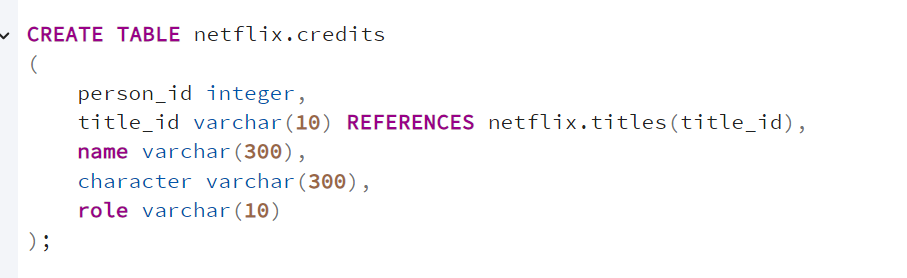 CREATE TABLE netflix.credits
(
    person_id integer,
    title_id varchar(10) REFERENCES netflix.titles(title_id),
    name varchar(300),
    character varchar(300),
    role varchar(10)
);